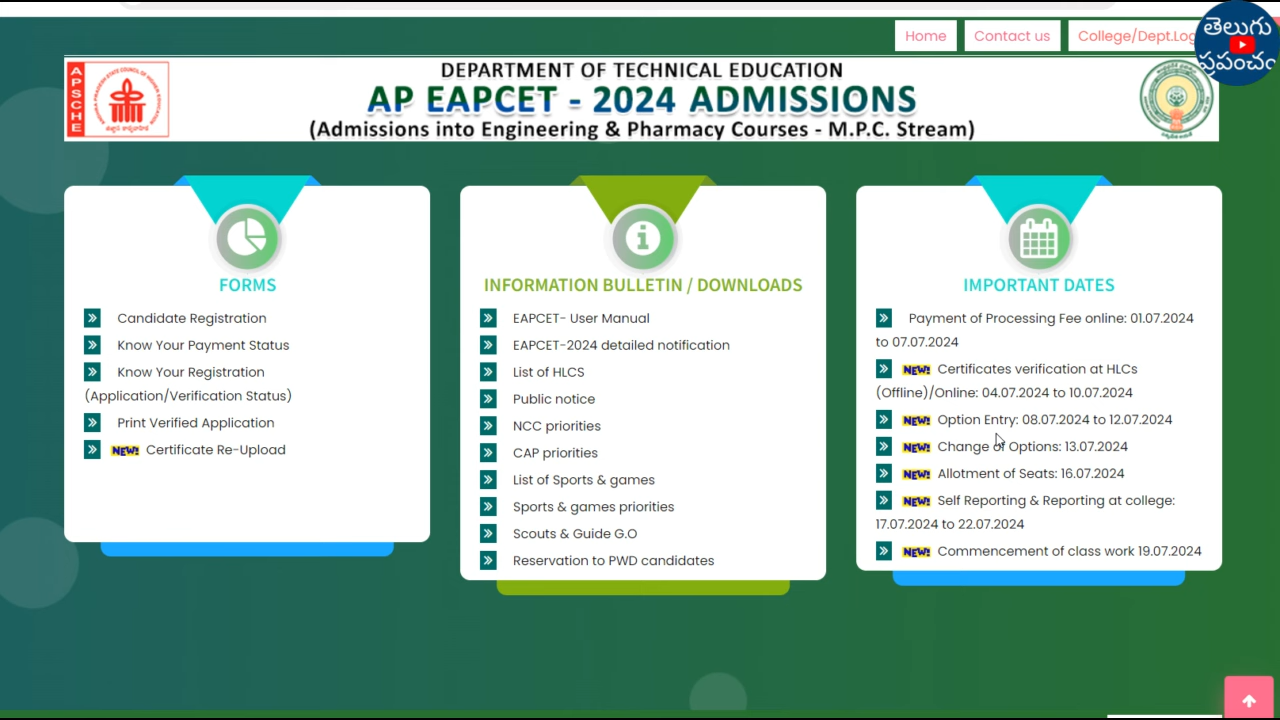 Home
Contact us
College/Dept.Log
తెలుగు
ప్రపంచం
APSCHE
DEPARTMENT OF TECHNICAL EDUCATION
AP EAPCET - 2024 ADMISSIONS
(Admissions into Engineering & Pharmacy Courses - M.P.C. Stream)
FORMS
Candidate Registration
Know Your Payment Status
Know Your Registration
(Application/Verification Status)
Print Verified Application
NEW! Certificate Re-Upload
INFORMATION BULLETIN / DOWNLOADS
EAPCET- User Manual
EAPCET-2024 detailed notification
List of HLCS
Public notice
NCC priorities
CAP priorities
List of Sports & games
Sports & games priorities
Scouts & Guide G.O
Reservation to PWD candidates
IMPORTANT DATES
Payment of Processing Fee online: 01.07.2024
to 07.07.2024
NEW! Certificates verification at HLCs
(Offline)/Online: 04.07.2024 to 10.07.2024
NEW! Option Entry: 08.07.2024 to 12.07.2024
NEW! Change of Options: 13.07.2024
NEW! Allotment of Seats: 16.07.2024
NEW! Self Reporting & Reporting at college:
17.07.2024 to 22.07.2024
NEW! Commencement of class work 19.07.2024